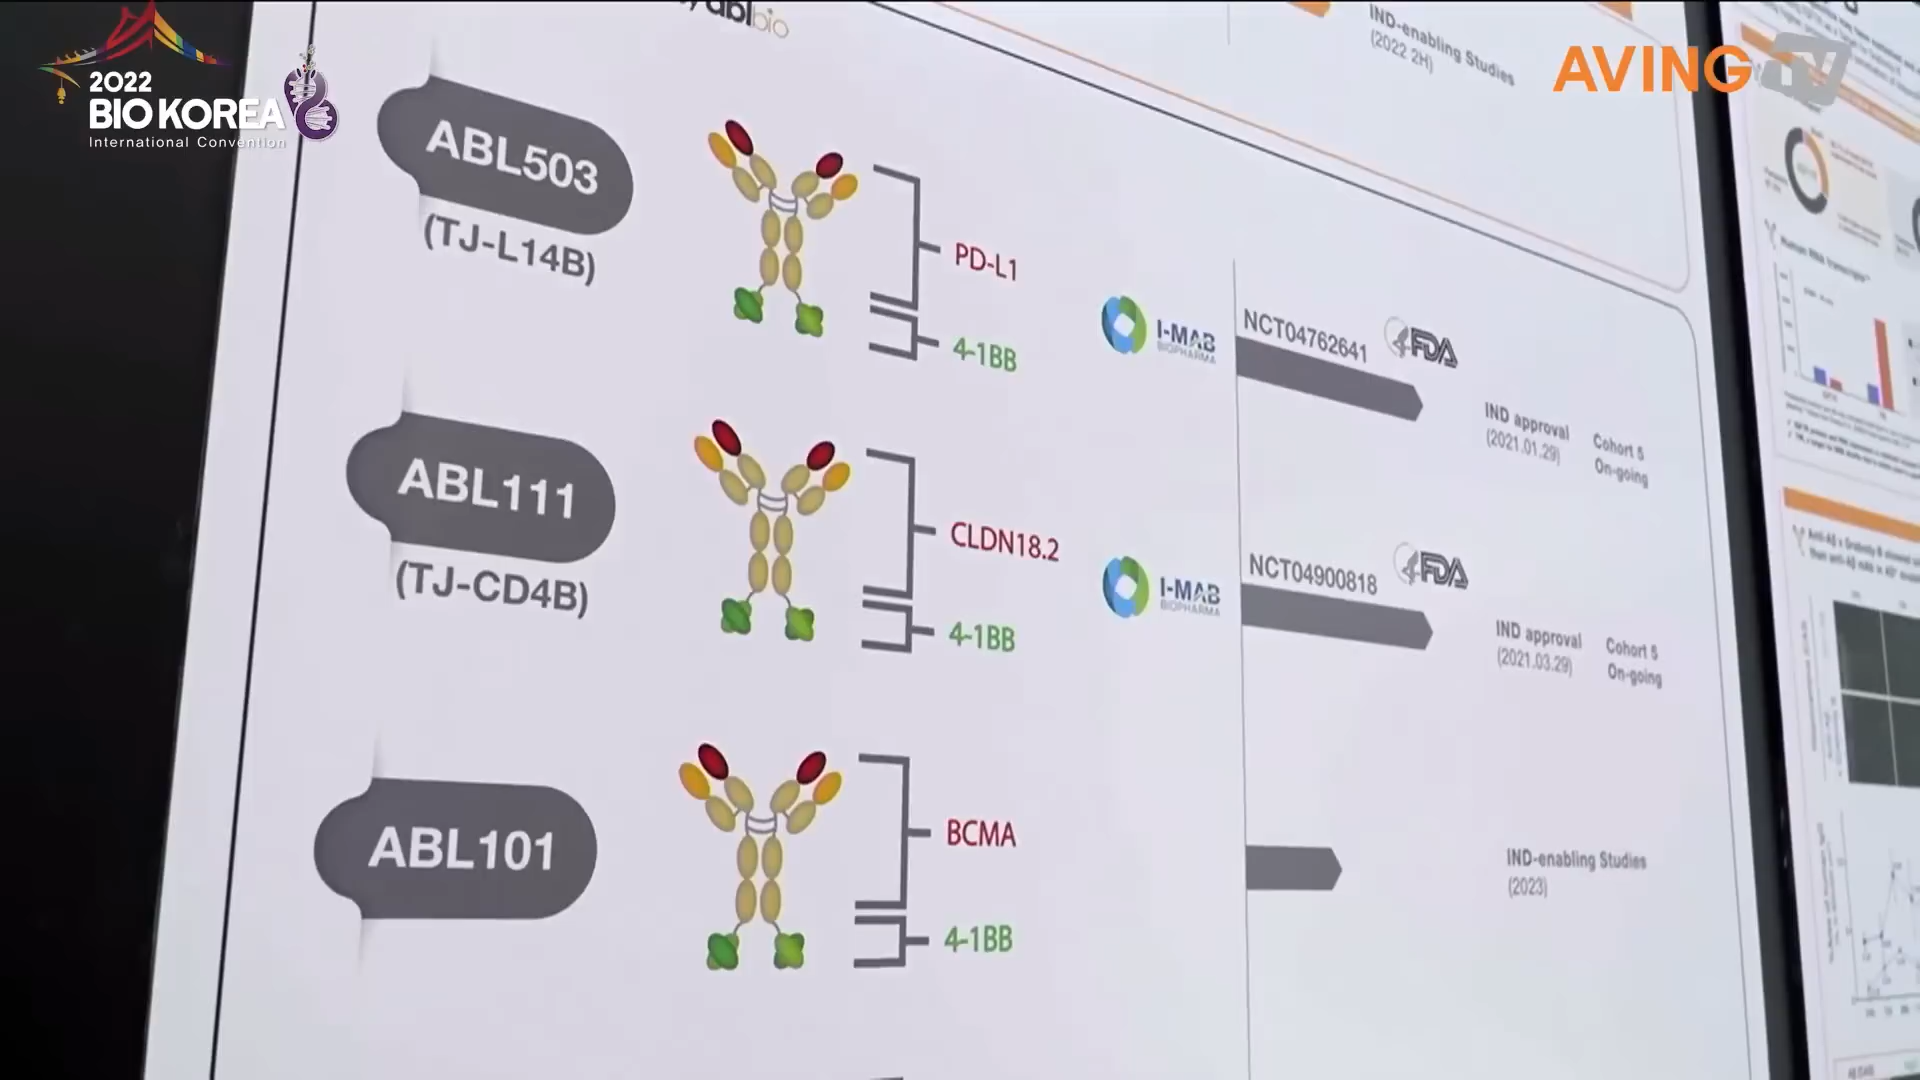 2022
BIO KOREA
International Convention
AVING TV
ablbio
IND-enabling Studies
(2022 2H)
ABL503
(TJ-L14B)
PD-L1
4-1BB
I-MAB
BIOPHARMA
NCT04762641
FDA
IND approval
(2021.01.29)
Cohort 5
On-going
ABL111
(TJ-CD4B)
CLDN18.2
4-1BB
I-MAB
BIOPHARMA
NCT04900818
FDA
IND approval
(2021.03.29)
Cohort 5
On-going
ABL101
BCMA
4-1BB
IND-enabling Studies
(2023)